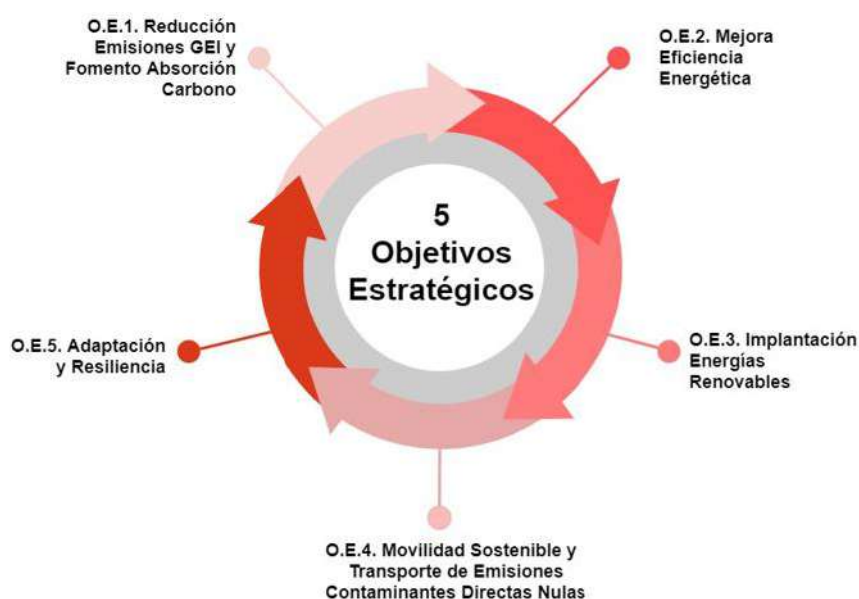 O.E.1. Reducción
Emisiones GEI y
Fomento Absorción
Carbono
O.E.2. Mejora
Eficiencia
Energética
5
Objetivos
Estratégicos
O.E.3. Implantación
Energías
Renovables
O.E.4. Movilidad Sostenible y
Transporte de Emisiones
Contaminantes Directas Nulas
O.E.5. Adaptación
y Resiliencia